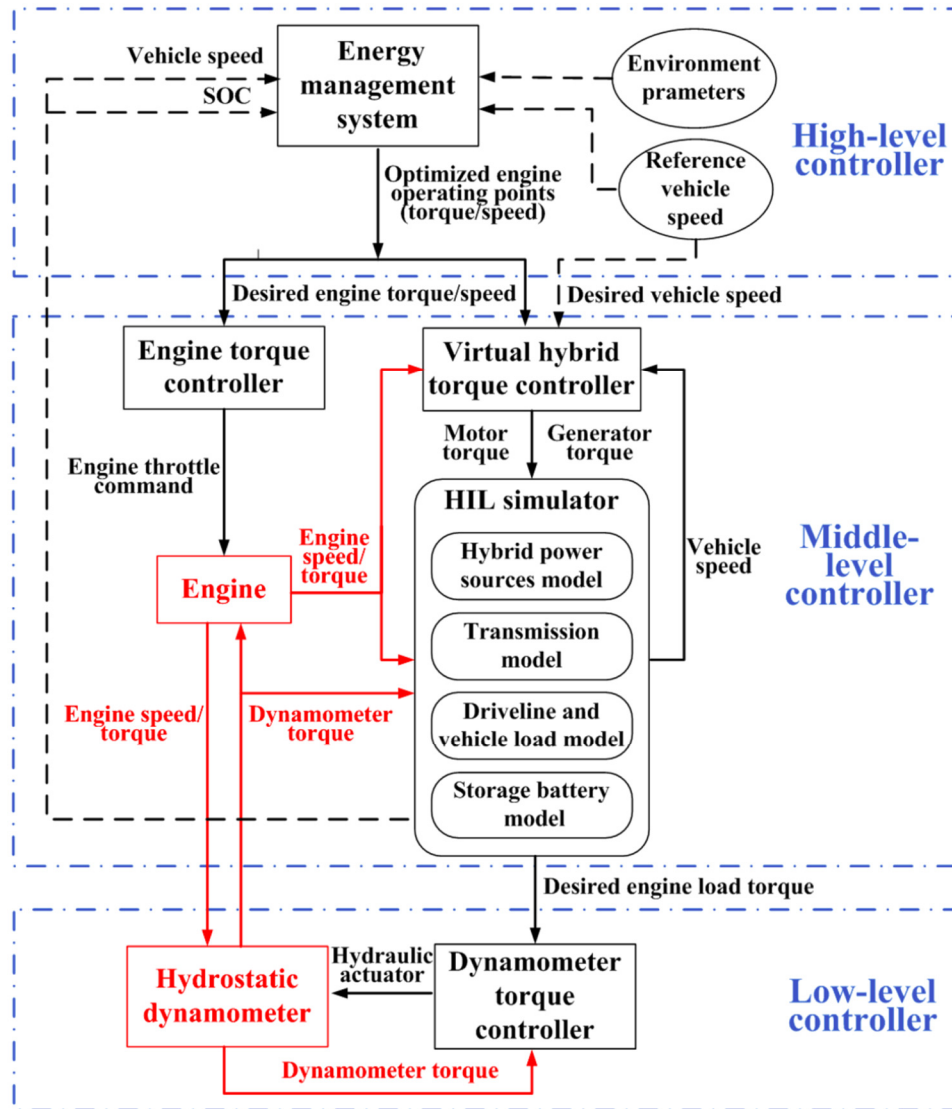 Vehicle speed
SOC
Energy
management
system
Environment
prameters
Reference
vehicle
speed
High-level
controller
Optimized engine
operating points
(torque/speed)
Desired engine torque/speed
Desired vehicle speed
Engine torque
controller
Virtual hybrid
torque controller
Motor
torque
Generator
torque
Engine throttle
command
HIL simulator
Engine
speed/
torque
Hybrid power
sources model
Vehicle
speed
Middle-
level
controller
Engine
Transmission
model
Engine speed/
torque
Dynamometer
torque
Driveline and
vehicle load model
Storage battery
model
Desired engine load torque
Hydrostatic
dynamometer
Hydraulic
actuator
Dynamometer
torque
controller
Low-level
controller
Dynamometer torque